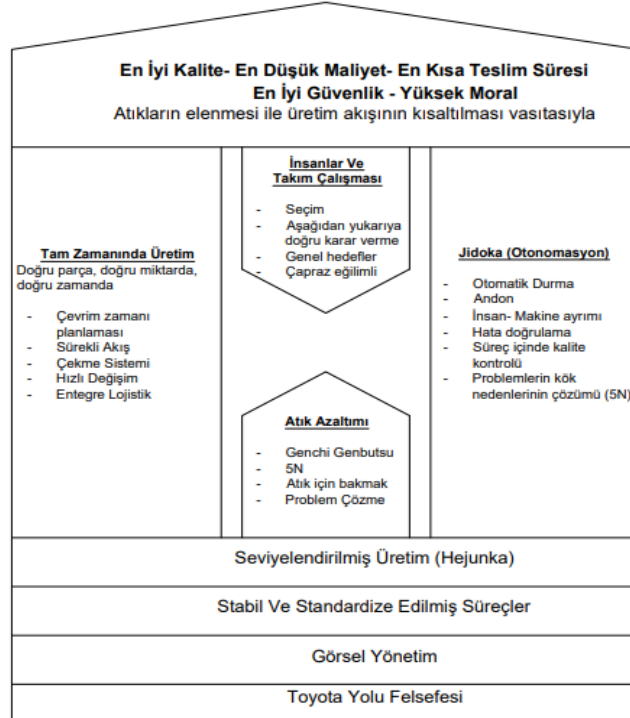 En İyi Kalite- En Düşük Maliyet- En Kısa Teslim Süresi
En İyi Güvenlik - Yüksek Moral
Atıkların elenmesi ile üretim akışının kısaltılması vasıtasıyla
Tam Zamanında Üretim
Doğru parça, doğru miktarda,
doğru zamanda
- Çevrim zamanı
planlaması
- Sürekli Akış
- Çekme Sistemi
- Hızlı Değişim
- Entegre Lojistik
İnsanlar Ve
Takım Çalışması
- Seçim
- Aşağıdan yukarıya
doğru karar verme
- Genel hedefler
- Çapraz eğilimli
Atık Azaltımı
- Genchi Genbutsu
- 5N
- Atık için bakmak
- Problem Çözme
Jidoka (Otonomasyon)
- Otomatik Durma
- Andon
- İnsan- Makine ayrımı
- Hata doğrulama
- Süreç içinde kalite
kontrolü
- Problemlerin kök
nedenlerinin çözümü (5N)
Seviyelendirilmiş Üretim (Hejunka)
Stabil Ve Standardize Edilmiş Süreçler
Görsel Yönetim
Toyota Yolu Felsefesi